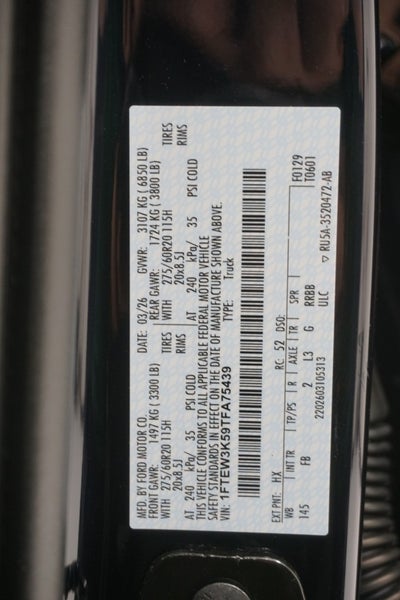 MFD. BY FORD MOTOR CO. DATE: 03/26 GVWR: 3107 KG ( 6850 LB)
FRONT GAWR: 1497 KG ( 3300 LB) REAR GAWR: 1724 KG ( 3800 LB)
WITH 275/60R20 115H TIRES WITH 275/60R20 115H TIRES
20x8.5J RIMS 20x8.5J RIMS
AT 240 kPa/ 35 PSI COLD AT 240 kPa/ 35 PSI COLD
THIS VEHICLE CONFORMS TO ALL APPLICABLE FEDERAL MOTOR VEHICLE
SAFETY STANDARDS IN EFFECT ON THE DATE OF MANUFACTURE SHOWN ABOVE.
VIN: 1FTEW3K59TFA75439 TYPE: Truck
EXT PNT: HX RC: 52 DSO: F0129
WB INT TR TP/PS R AXLE TR SPR T0601
145 FB 2 L3 G RRBB
ULC
2202603105313 ▽ RU5A-3520472-AB